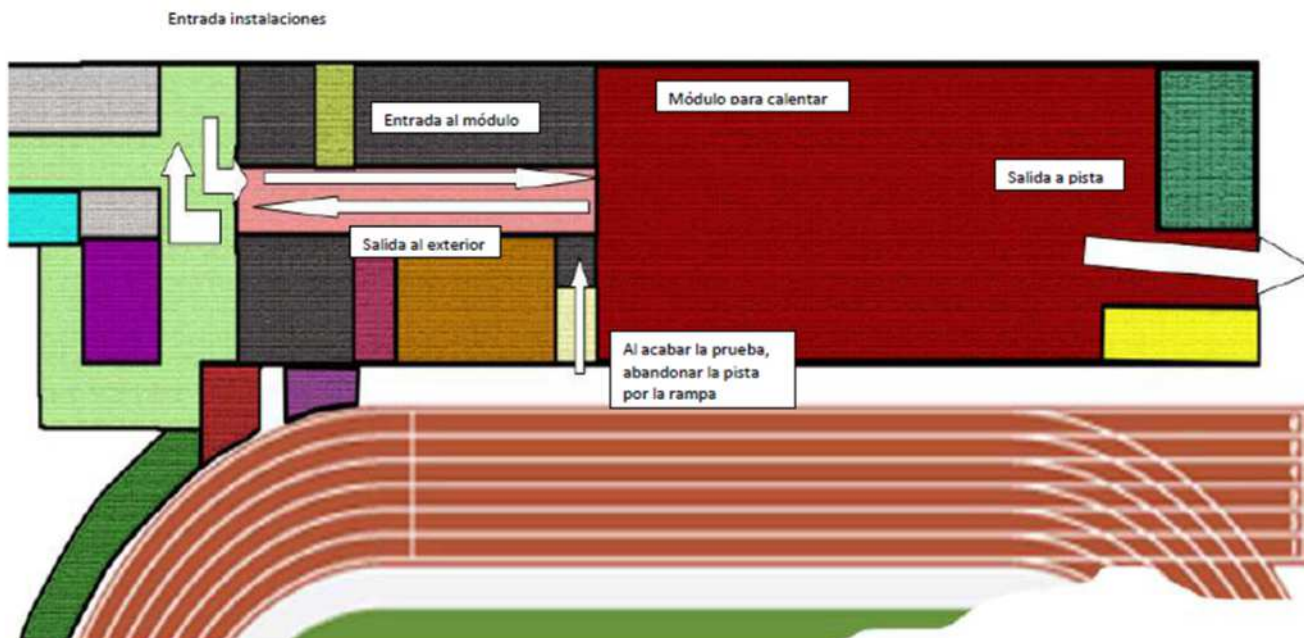 Entrada instalaciones
Módulo para calentar
Entrada al módulo
Salida a pista
Salida al exterior
Al acabar la prueba,
abandonar la pista
por la rampa